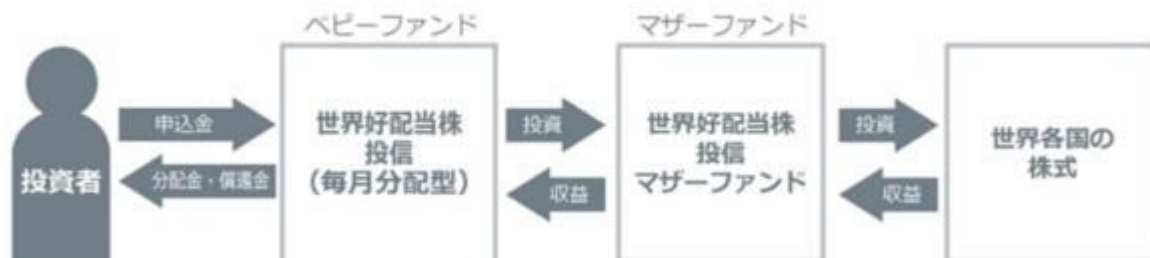 ベビーファンド
マザーファンド
投資者
申込金
分配金・償還金
世界好配当株
投信
(毎月分配型)
投資
収益
世界好配当株
投信
マザーファンド
投資
収益
世界各国の
株式